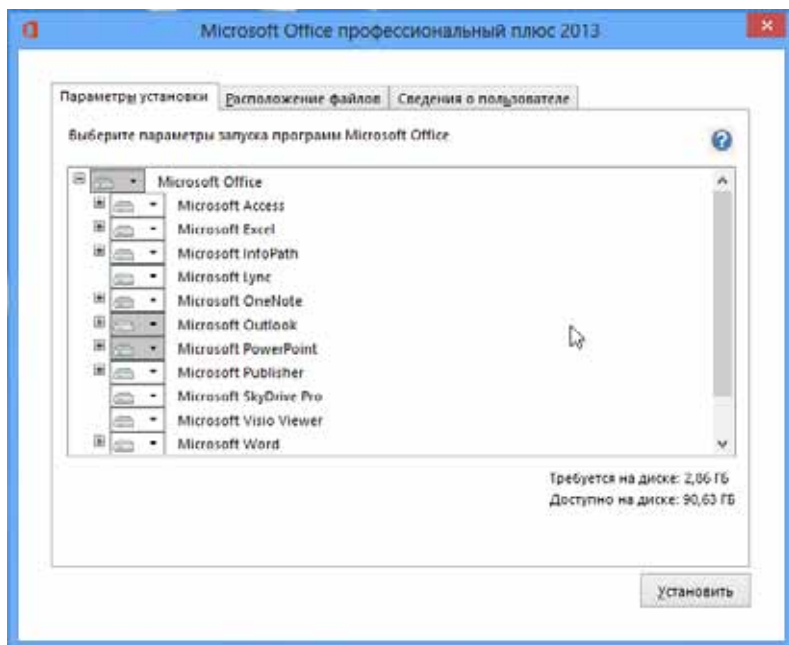 Microsoft Office профессиональный плюс 2013
Параметры установки Расположение файлов Сведения о пользователе
Выберите параметры запуска программ Microsoft Office
Microsoft Office
Microsoft Access
Microsoft Excel
Microsoft InfoPath
Microsoft Lync
Microsoft OneNote
Microsoft Outlook
Microsoft PowerPoint
Microsoft Publisher
Microsoft SkyDrive Pro
Microsoft Visio Viewer
Microsoft Word
Требуется на диске: 2,86 ГБ
Доступно на диске: 90,63 ГБ
Установить